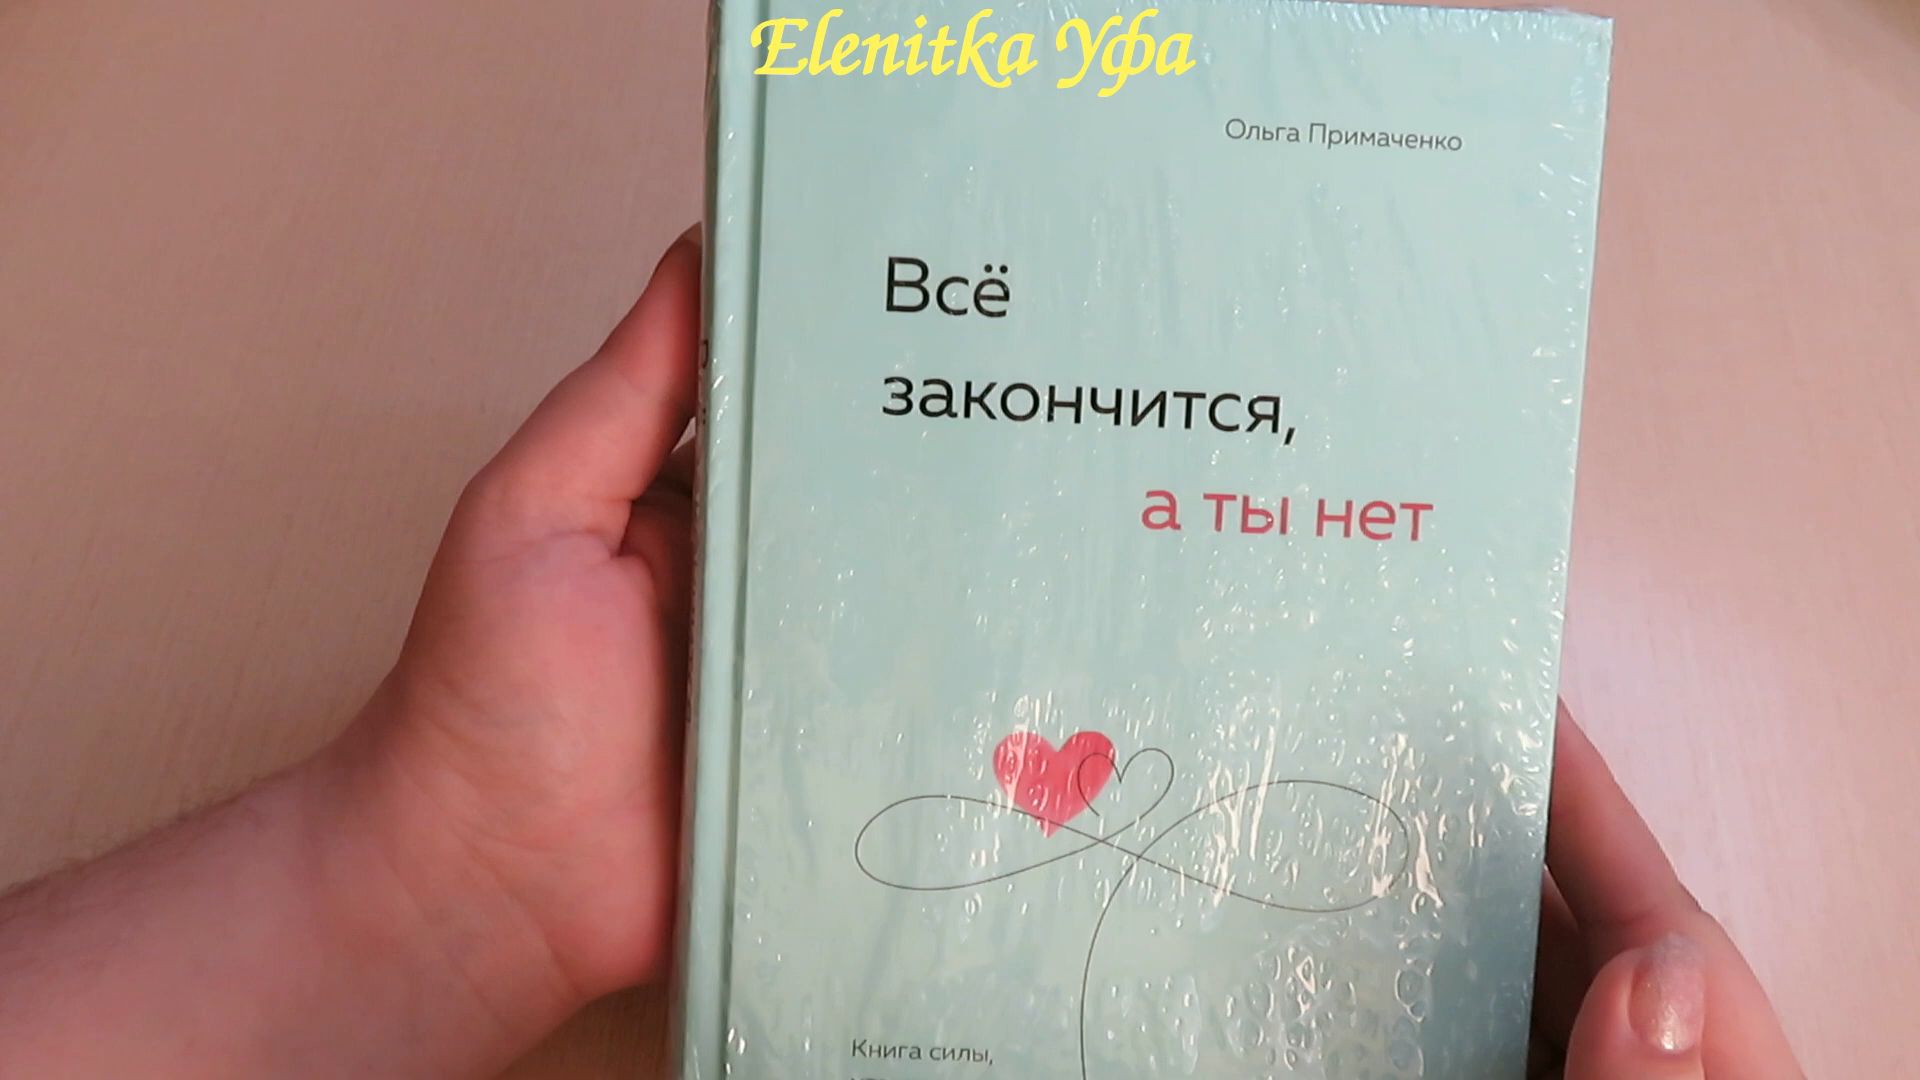 Elenitka Уфа
Ольга Примаченко
Всё
закончится,
а ты нет
Книга силы,